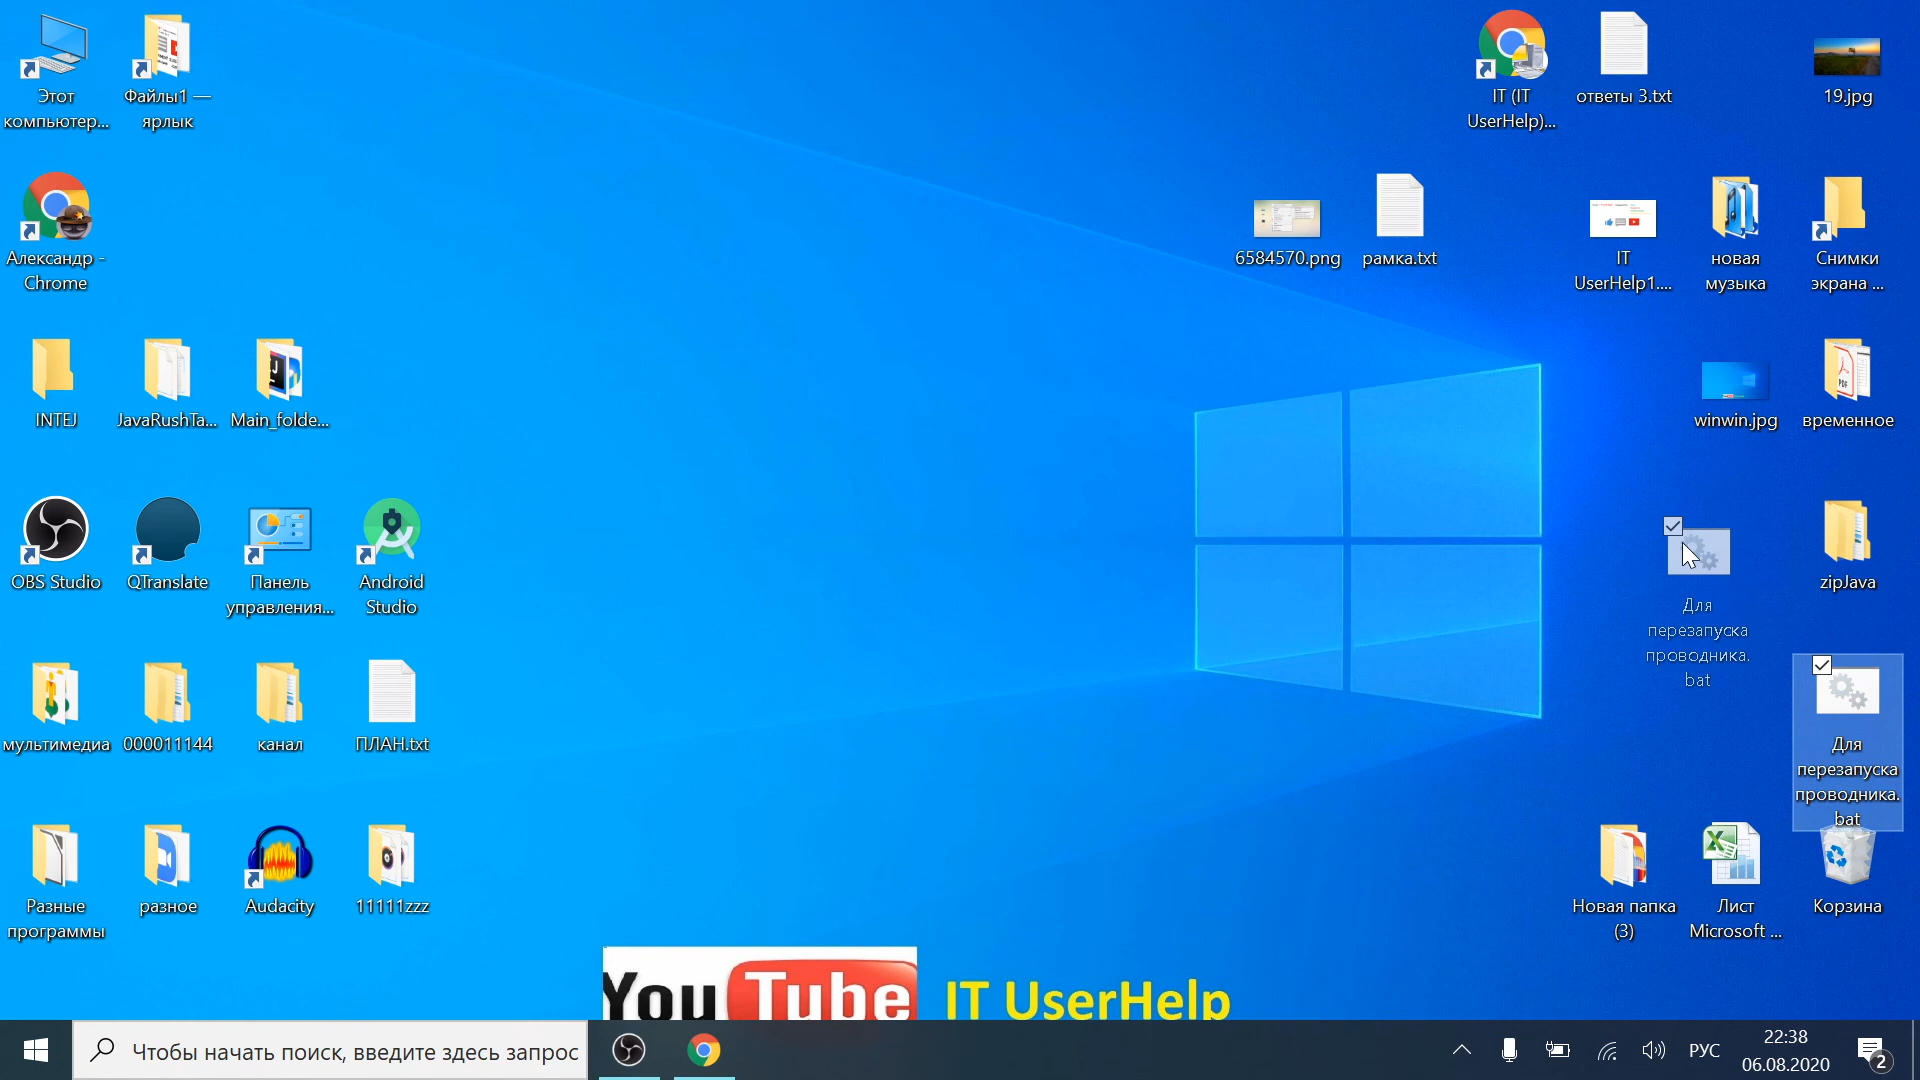 Этот
компьютер...
Файлы1 —
ярлык
IT (IT
UserHelp)...
ответы 3.txt
19.jpg
Александр -
Chrome
6584570.png
рамка.txt
IT
UserHelp1....
новая
музыка
Снимки
экрана ...
INTEJ
JavaRushTa...
Main_folde...
winwin.jpg
временное
PDF
OBS Studio
QTranslate
Панель
управления...
Android
Studio
Для
перезапуска
проводника.
bat
zipJava
мультимедиа
000011144
канал
ПЛАН.txt
Для
перезапуска
проводника.
bat
Разные
программы
разное
Audacity
11111zzz
Новая папка
(3)
Лист
Microsoft ...
Корзина
YouTube
IT UserHelp
Чтобы начать поиск, введите здесь запрос
РУС
22:38
06.08.2020
2